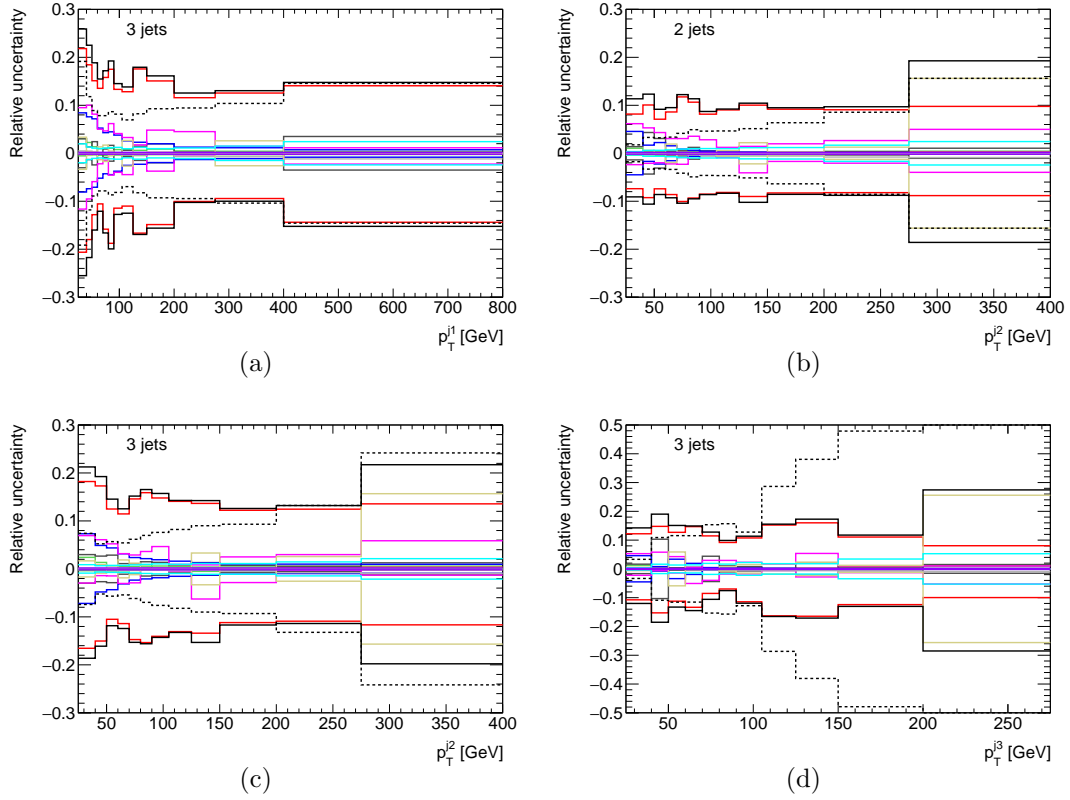 Relative uncertainty
3 jets
0.3
0.2
0.1
0
−0.1
−0.2
−0.3
100 200 300 400 500 600 700 800
p_T^{j1} [GeV]
(a)
Relative uncertainty
2 jets
0.3
0.2
0.1
0
−0.1
−0.2
−0.3
50 100 150 200 250 300 350 400
p_T^{j2} [GeV]
(b)
Relative uncertainty
3 jets
0.3
0.2
0.1
0
−0.1
−0.2
−0.3
50 100 150 200 250 300 350 400
p_T^{j2} [GeV]
(c)
Relative uncertainty
3 jets
0.5
0.4
0.3
0.2
0.1
0
−0.1
−0.2
−0.3
−0.4
−0.5
50 100 150 200 250
p_T^{j3} [GeV]
(d)